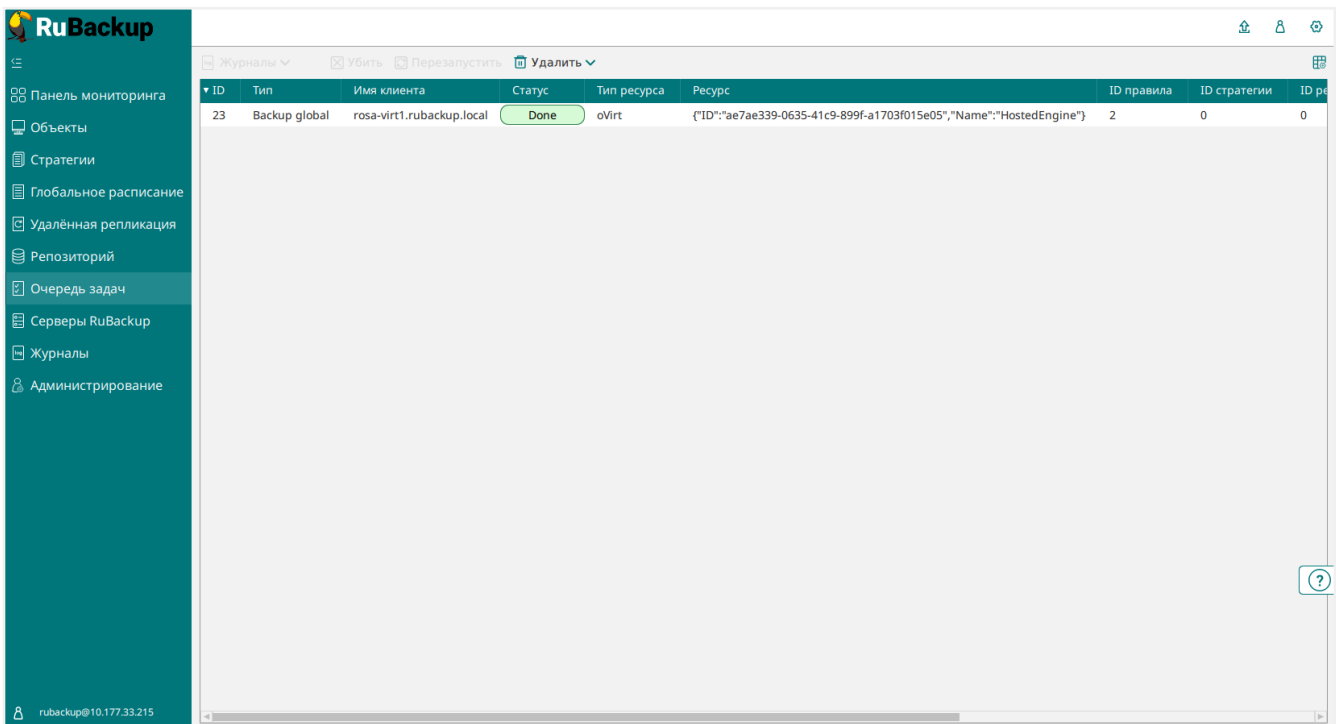 RuBackup
Журналы Убить Перезапустить Удалить
Панель мониторинга
Объекты
Стратегии
Глобальное расписание
Удалённая репликация
Репозиторий
Очередь задач
Серверы RuBackup
Журналы
Администрирование
rubackup@10.177.33.215
ID Тип Имя клиента Статус Тип ресурса Ресурс ID правила ID стратегии ID ре
23 Backup global rosa-virt1.rubackup.local Done oVirt {"ID":"ae7ae339-0635-41c9-899f-a1703f015e05","Name":"HostedEngine"} 2 0 0
?